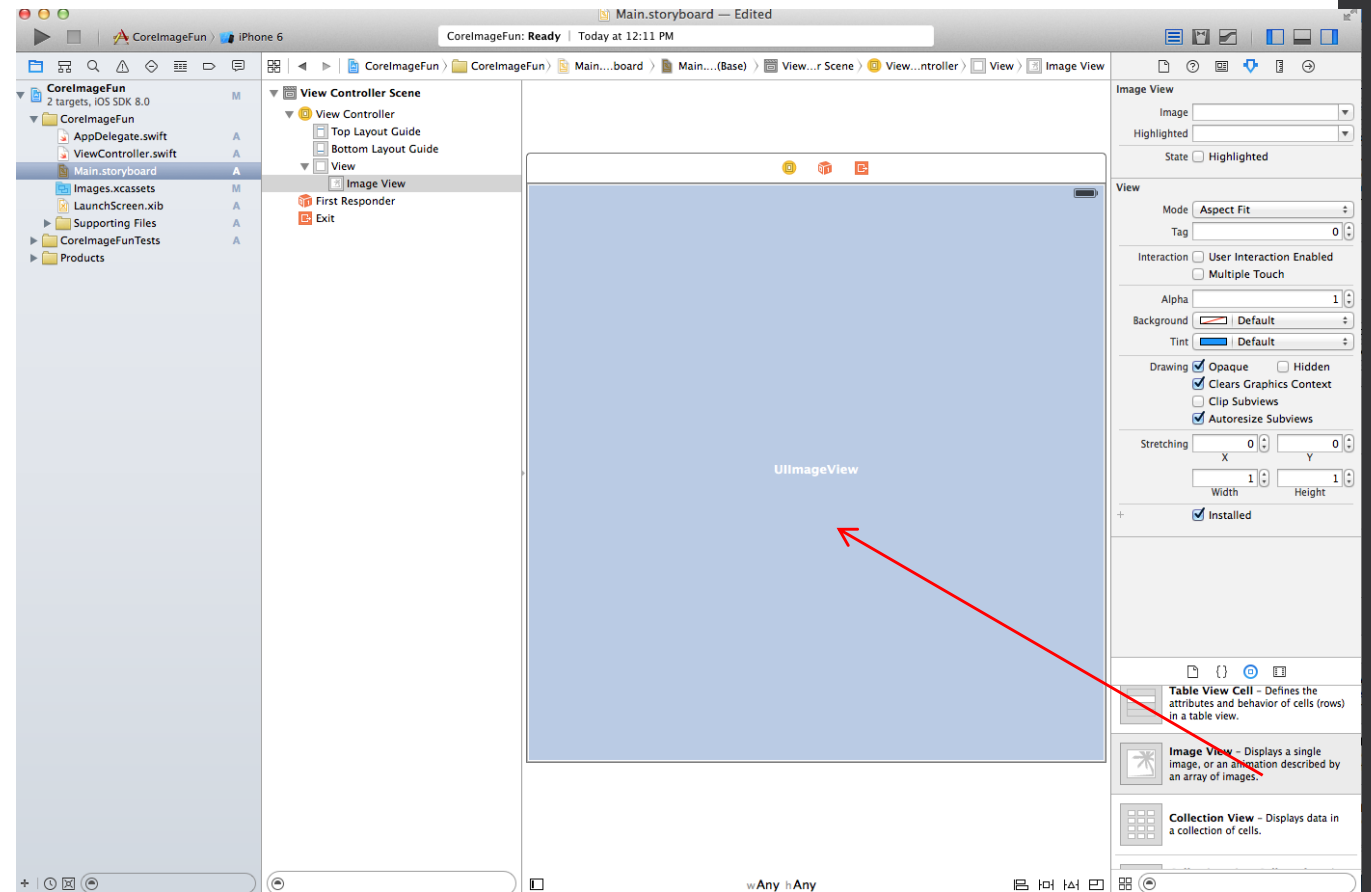 Main.storyboard — Edited
CoreImageFun 〉 iPhone 6
CoreImageFun: Ready | Today at 12:11 PM
CoreImageFun 〉 CoreImageFun 〉 Main....board 〉 Main....(Base) 〉 View...r Scene 〉 View...ntroller 〉 View 〉 Image View
CoreImageFun M
2 targets, iOS SDK 8.0
CoreImageFun
AppDelegate.swift A
ViewController.swift A
Main.storyboard A
Images.xcassets M
LaunchScreen.xib A
Supporting Files A
CoreImageFunTests A
Products
View Controller Scene
View Controller
Top Layout Guide
Bottom Layout Guide
View
Image View
First Responder
Exit
UIImageView
wAny hAny
Image View
Image
Highlighted
State Highlighted
View
Mode Aspect Fit
Tag 0
Interaction User Interaction Enabled
Multiple Touch
Alpha 1
Background Default
Tint Default
Drawing Opaque Hidden
Clears Graphics Context
Clip Subviews
Autoresize Subviews
Stretching 0 0
X Y
1 1
Width Height
+ Installed
{}
Table View Cell – Defines the
attributes and behavior of cells (rows)
in a table view.
Image View – Displays a single
image, or an animation described by
an array of images.
Collection View – Displays data in
a collection of cells.